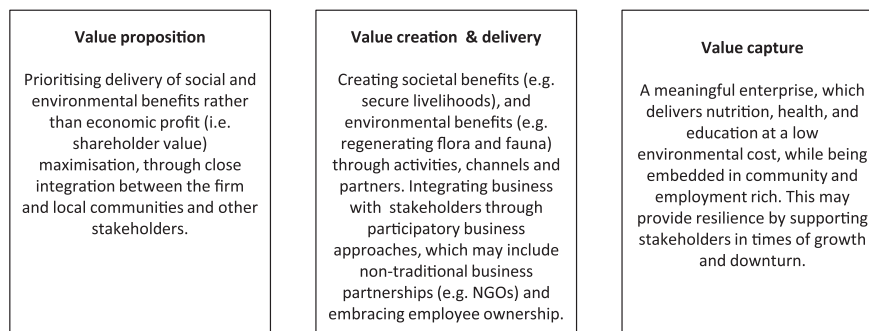 Value proposition
Prioritising delivery of social and
environmental benefits rather
than economic profit (i.e.
shareholder value)
maximisation, through close
integration between the firm
and local communities and other
stakeholders.
Value creation & delivery
Creating societal benefits (e.g.
secure livelihoods), and
environmental benefits (e.g.
regenerating flora and fauna)
through activities, channels and
partners. Integrating business
with stakeholders through
participatory business
approaches, which may include
non-traditional business
partnerships (e.g. NGOs) and
embracing employee ownership.
Value capture
A meaningful enterprise, which
delivers nutrition, health, and
education at a low
environmental cost, while being
embedded in community and
employment rich. This may
provide resilience by supporting
stakeholders in times of growth
and downturn.